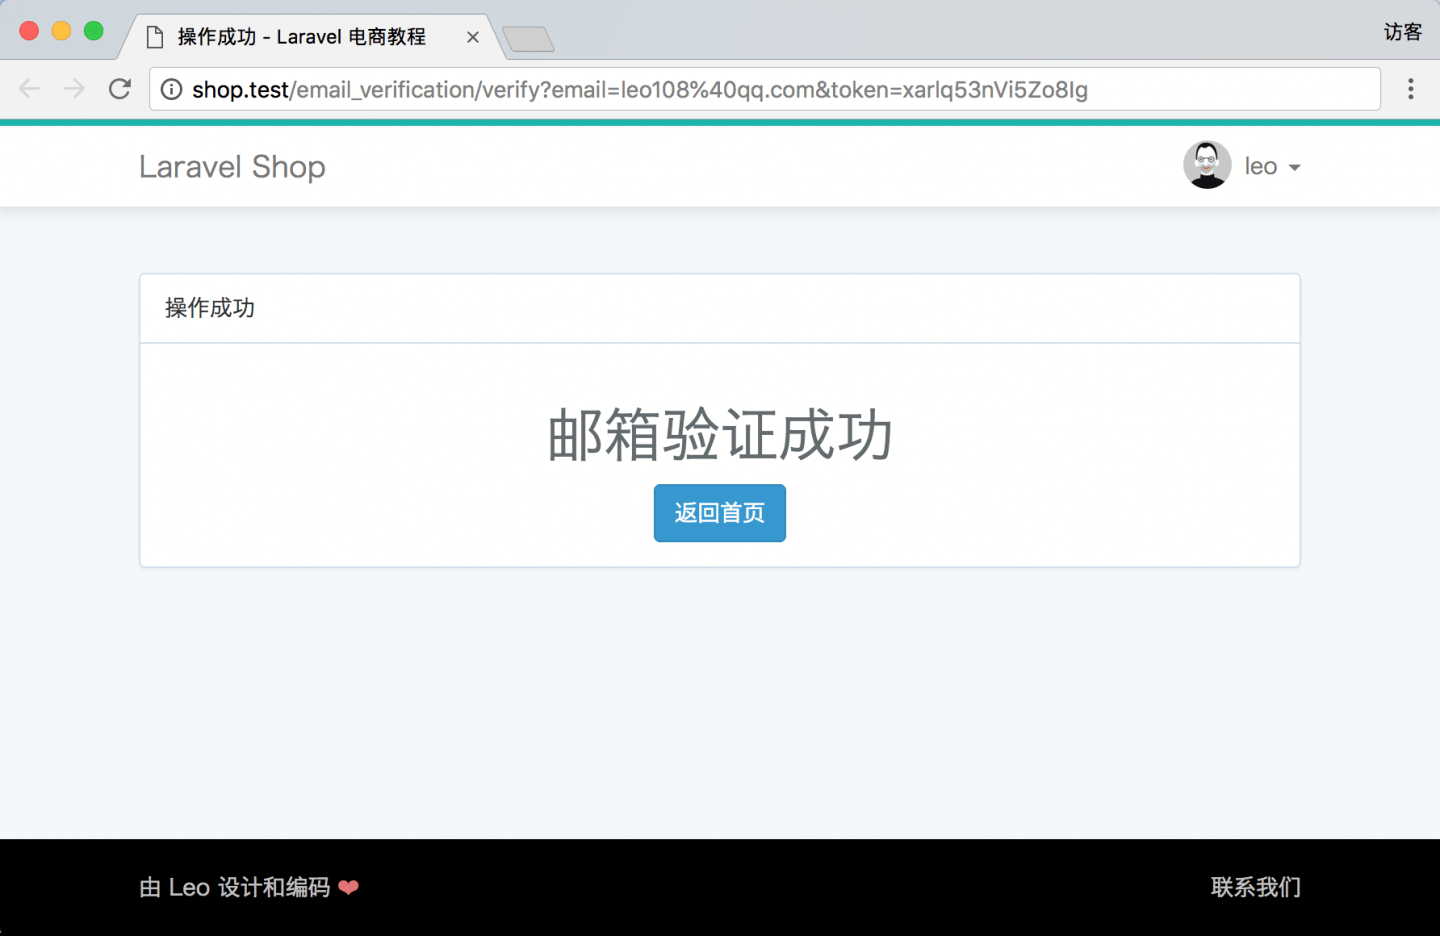 操作成功 - Laravel 电商教程
访客
shop.test/email_verification/verify?email=leo108%40qq.com&token=xarlq53nVi5Zo8Ig
Laravel Shop
leo
操作成功
邮箱验证成功
返回首页
由 Leo 设计和编码 ❤
联系我们